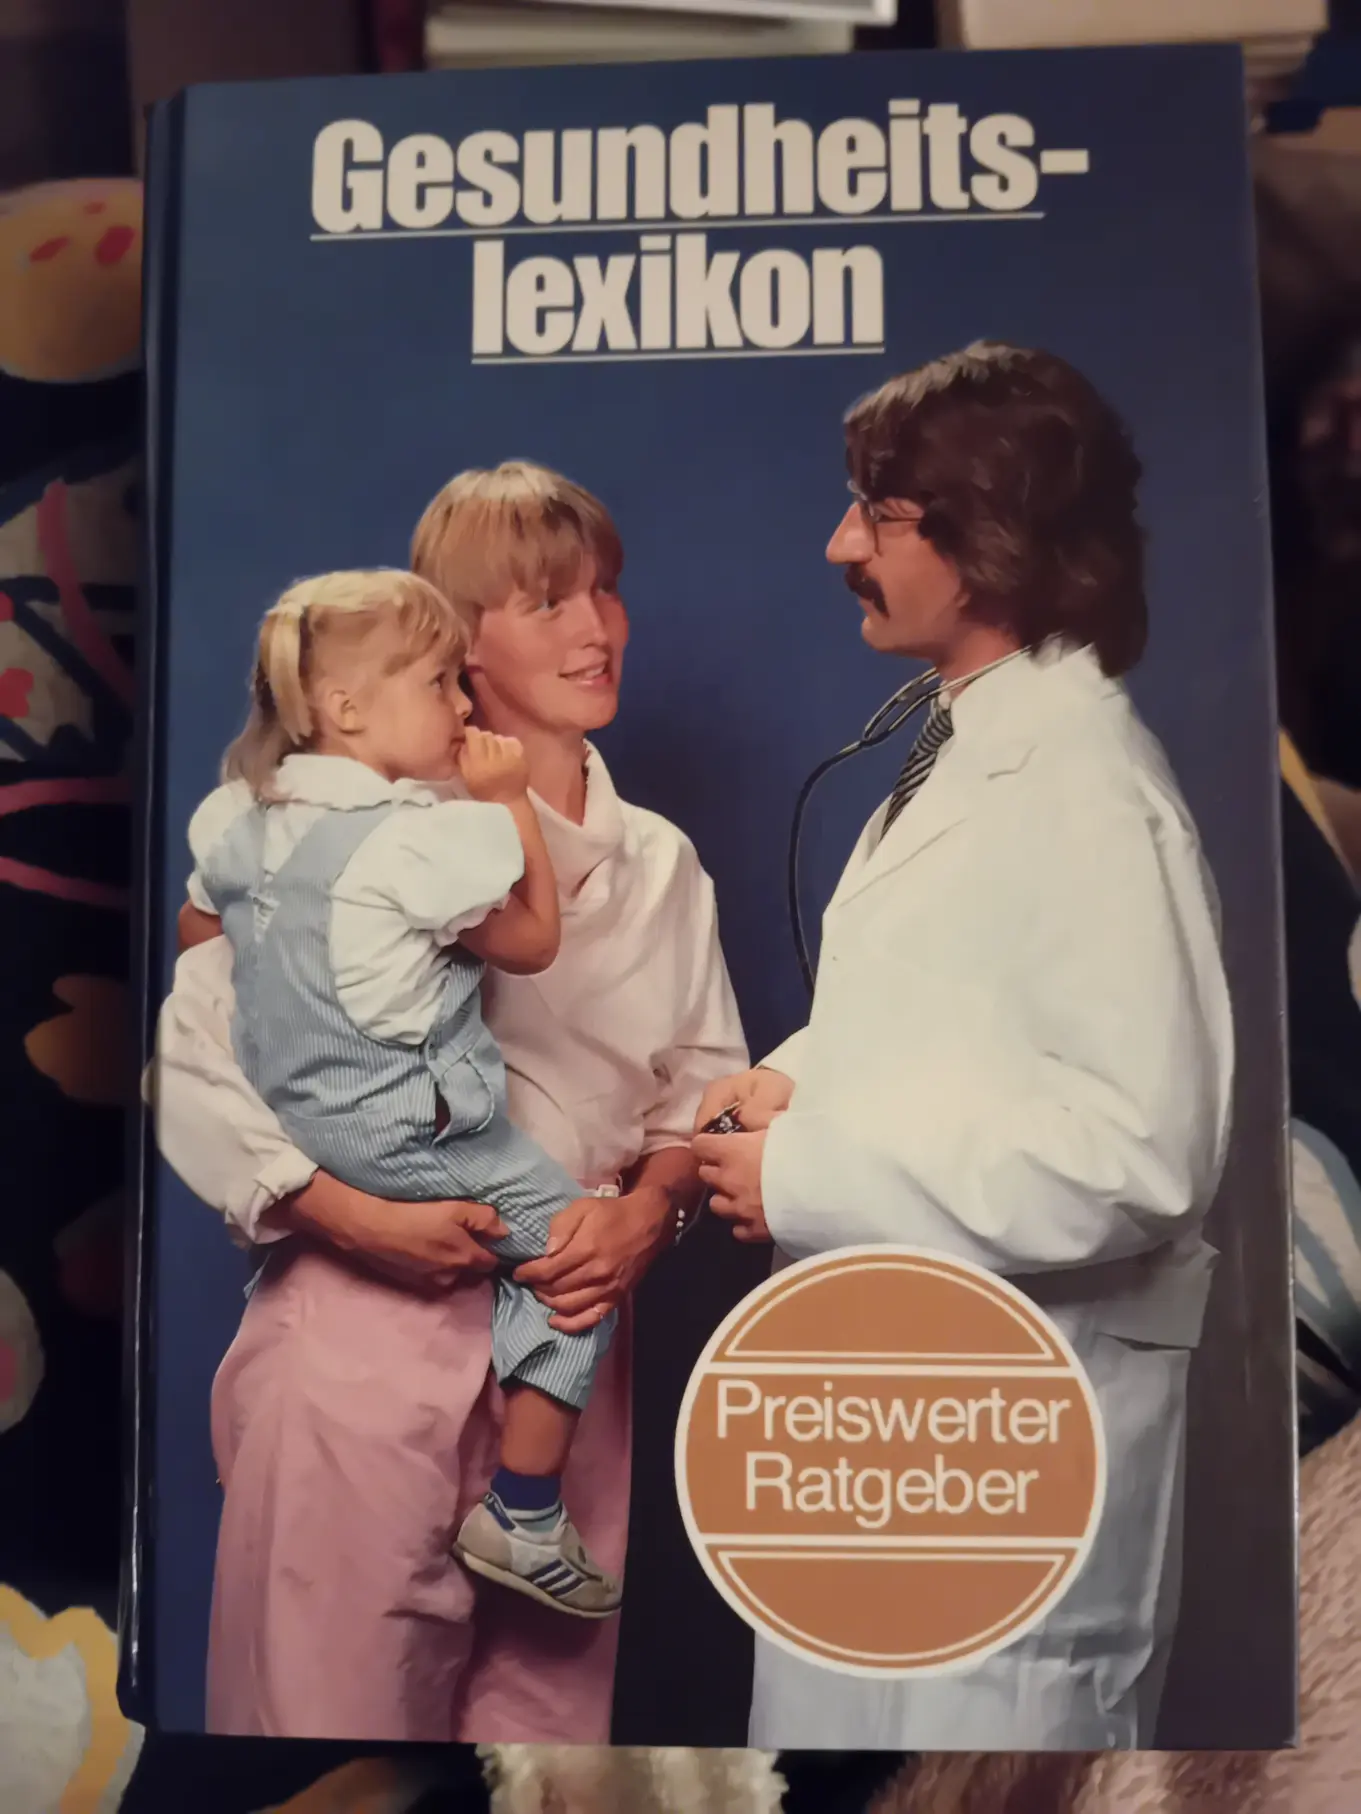 Gesundheits-
lexikon
Preiswerter
Ratgeber